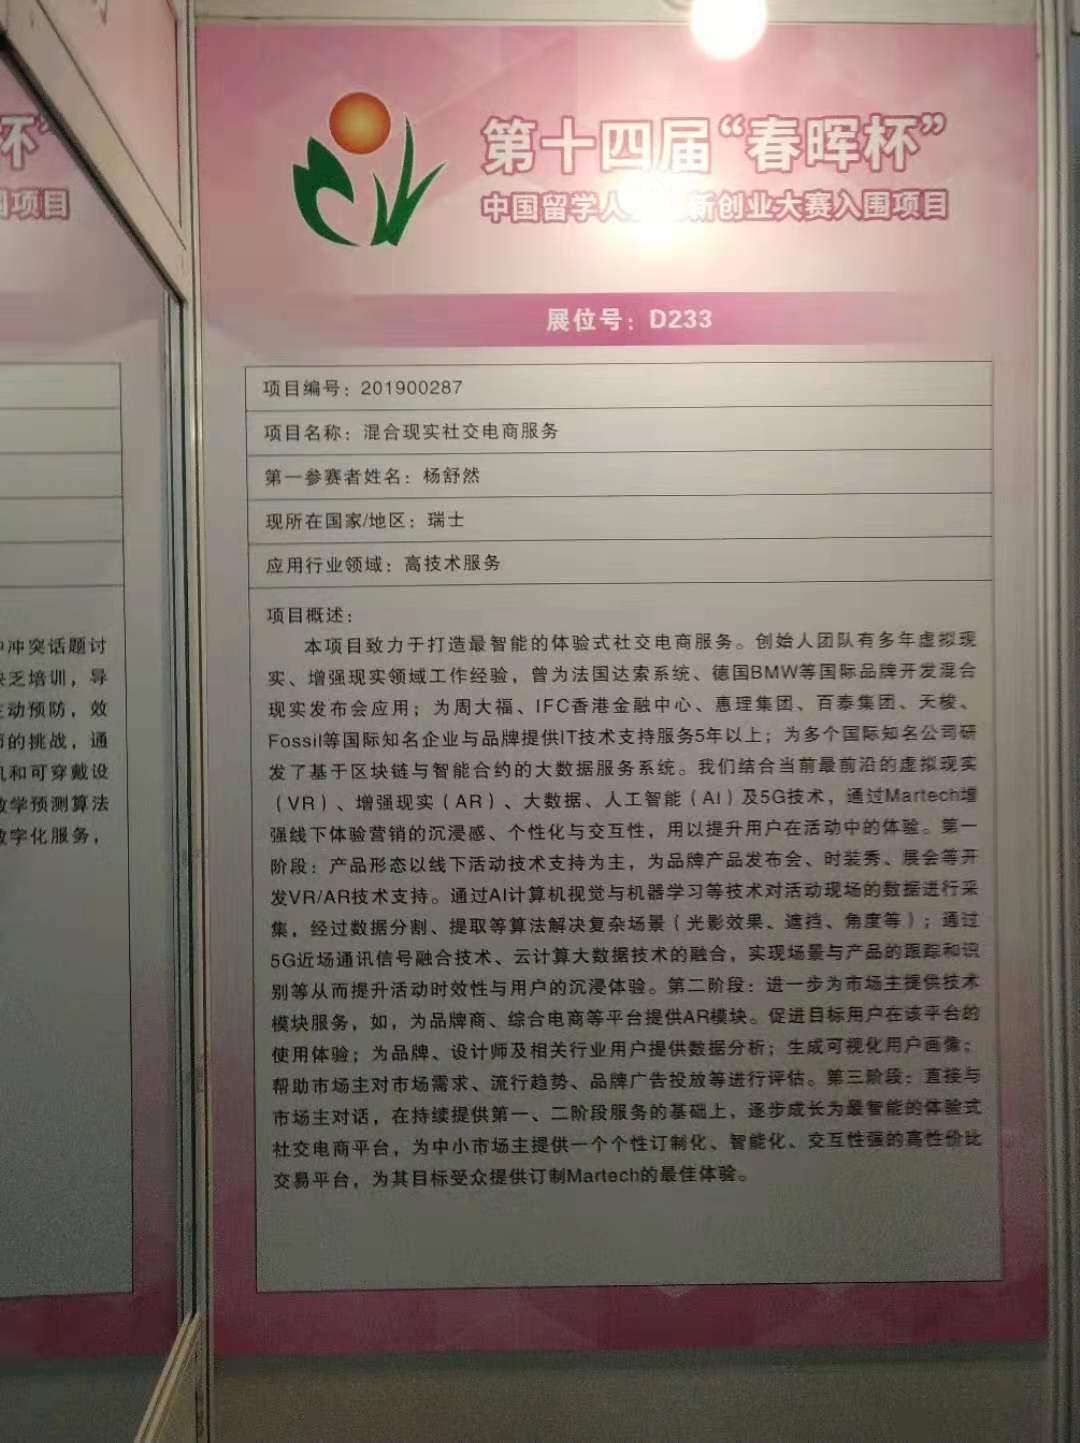 杯”
项目
冲突话题讨
缺乏培训，导
主动预防，效
的挑战，通
机和可穿戴设
数学预测算法
数字化服务，
第十四届“春晖杯”
中国留学人 新创业大赛入围项目
展位号：D233
项目编号：201900287
项目名称：混合现实社交电商服务
第一参赛者姓名：杨舒然
现所在国家/地区：瑞士
应用行业领域：高技术服务
项目概述：
本项目致力于打造最智能的体验式社交电商服务。创始人团队有多年虚拟现
实、增强现实领域工作经验，曾为法国达索系统、德国BMW等国际品牌开发混合
现实发布会应用；为周大福、IFC香港金融中心、惠理集团、百泰集团、天梭、
Fossil等国际知名企业与品牌提供IT技术支持服务5年以上；为多个国际知名公司研
发了基于区块链与智能合约的大数据服务系统。我们结合当前最前沿的虚拟现实
（VR）、增强现实（AR）、大数据、人工智能（AI）及5G技术，通过Martech增
强线下体验营销的沉浸感、个性化与交互性，用以提升用户在活动中的体验。第一
阶段：产品形态以线下活动技术支持为主，为品牌产品发布会、时装秀、展会等开
发VR/AR技术支持。通过AI计算机视觉与机器学习等技术对活动现场的数据进行采
集，经过数据分割、提取等算法解决复杂场景（光影效果、遮挡、角度等）；通过
5G近场通讯信号融合技术、云计算大数据技术的融合，实现场景与产品的跟踪和识
别等从而提升活动时效性与用户的沉浸体验。第二阶段：进一步为市场主提供技术
模块服务，如，为品牌商、综合电商等平台提供AR模块。促进目标用户在该平台的
使用体验；为品牌、设计师及相关行业用户提供数据分析；生成可视化用户画像；
帮助市场主对市场需求、流行趋势、品牌广告投放等进行评估。第三阶段：直接与
市场主对话，在持续提供第一、二阶段服务的基础上，逐步成长为最智能的体验式
社交电商平台，为中小市场主提供一个个性订制化、智能化、交互性强的高性价比
交易平台，为其目标受众提供订制Martech的最佳体验。